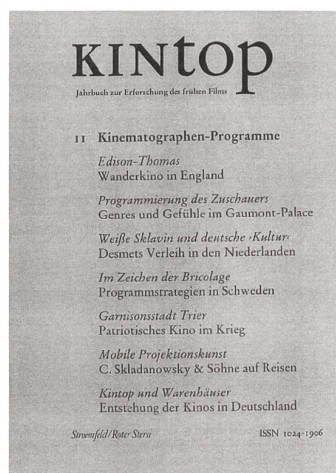 KINtop
Jahrbuch zur Erforschung des frühen Films
11 Kinematographen-Programme
Edison-Thomas
Wanderkino in England
Programmierung des Zuschauers
Genres und Gefühle im Gaumont-Palace
Weiße Sklavin und deutsche ›Kultur‹
Desmets Verleih in den Niederlanden
Im Zeichen der Bricolage
Programmstrategien in Schweden
Garnisonsstadt Trier
Patriotisches Kino im Krieg
Mobile Projektionskunst
C. Skladanowsky & Söhne auf Reisen
Kintop und Warenhäuser
Entstehung der Kinos in Deutschland
Stroemfeld/Roter Stern ISSN 1024-1906